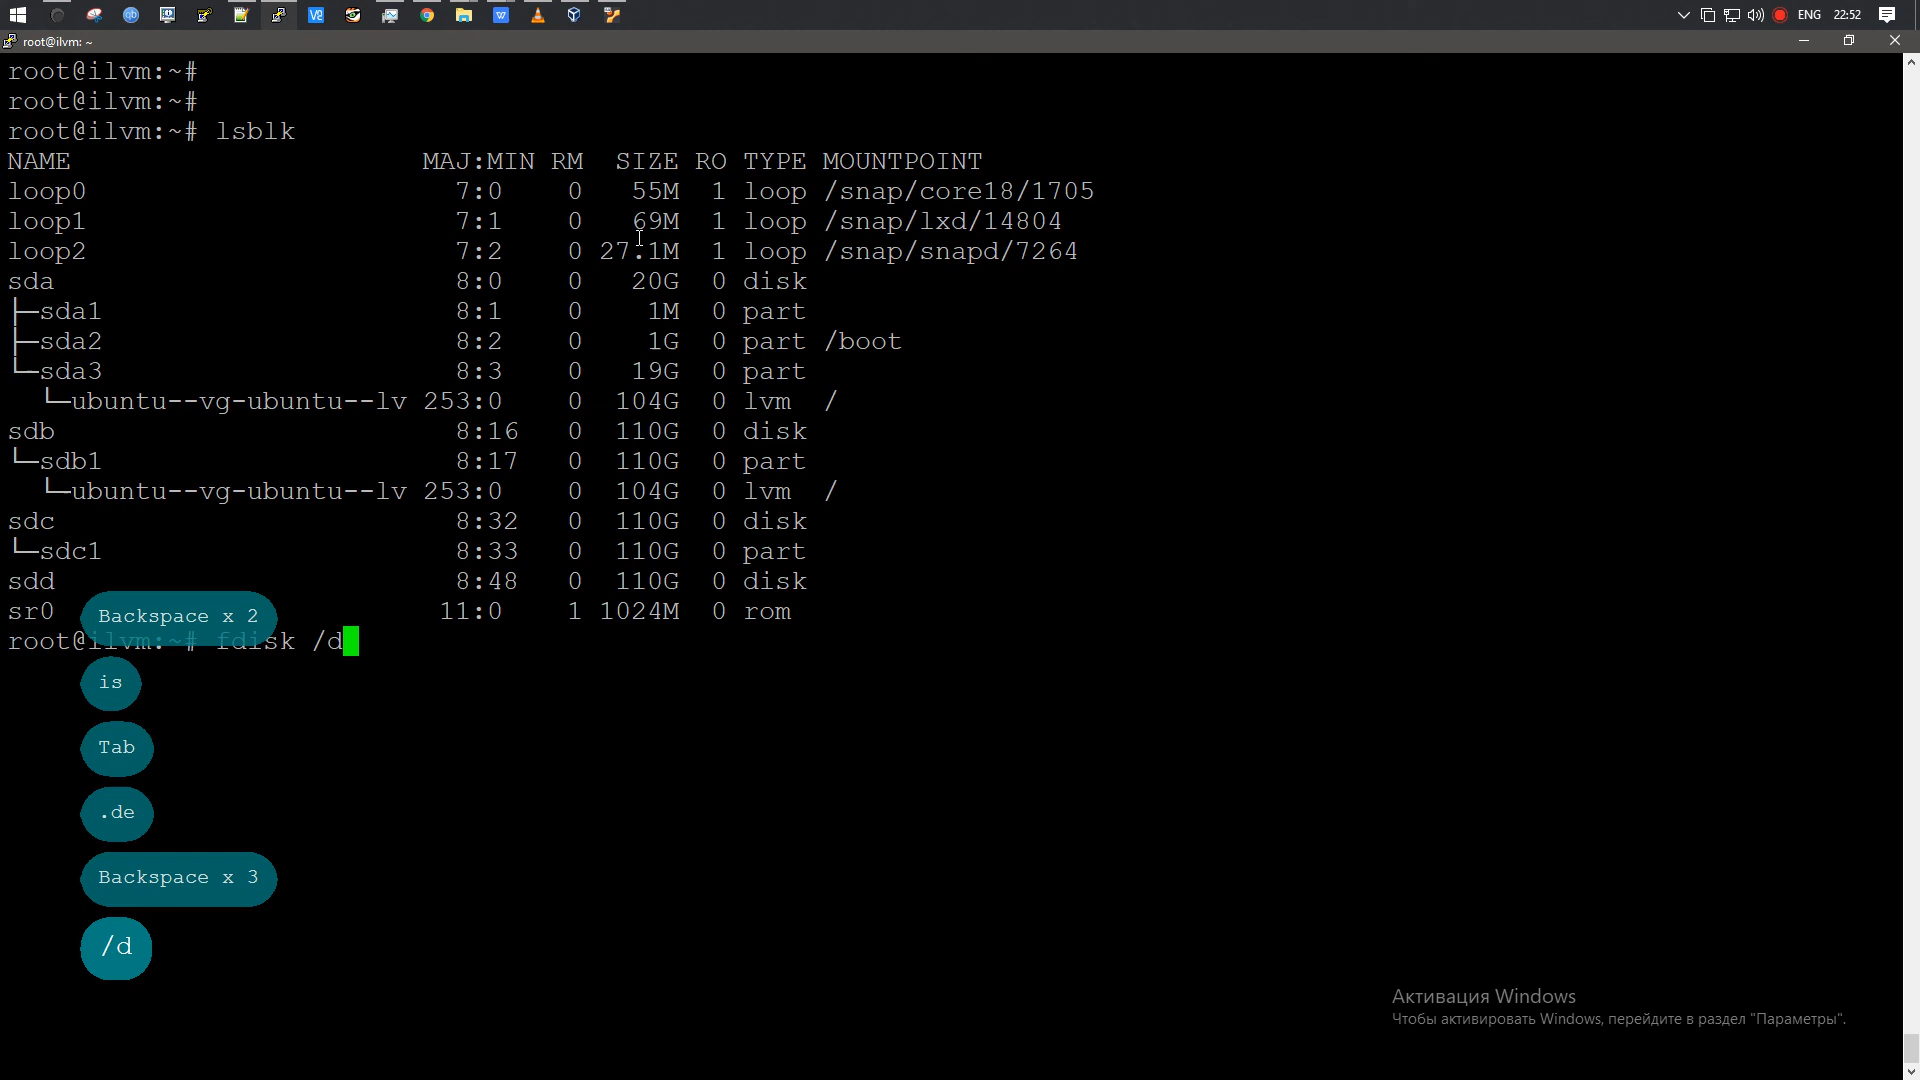 ENG 22:52
root@ilvm: ~
root@ilvm:~#
root@ilvm:~#
root@ilvm:~# lsblk
NAME MAJ:MIN RM SIZE RO TYPE MOUNTPOINT
loop0 7:0 0 55M 1 loop /snap/core18/1705
loop1 7:1 0 69M 1 loop /snap/lxd/14804
loop2 7:2 0 27.1M 1 loop /snap/snapd/7264
sda 8:0 0 20G 0 disk
├─sda1 8:1 0 1M 0 part
├─sda2 8:2 0 1G 0 part /boot
└─sda3 8:3 0 19G 0 part
└─ubuntu--vg-ubuntu--lv 253:0 0 104G 0 lvm /
sdb 8:16 0 110G 0 disk
└─sdb1 8:17 0 110G 0 part
└─ubuntu--vg-ubuntu--lv 253:0 0 104G 0 lvm /
sdc 8:32 0 110G 0 disk
└─sdc1 8:33 0 110G 0 part
sdd 8:48 0 110G 0 disk
sr0 11:0 1 1024M 0 rom
Backspace x 2
root@ilvm:~# fdisk /d
is
Tab
.de
Backspace x 3
/d
Активация Windows
Чтобы активировать Windows, перейдите в раздел "Параметры".